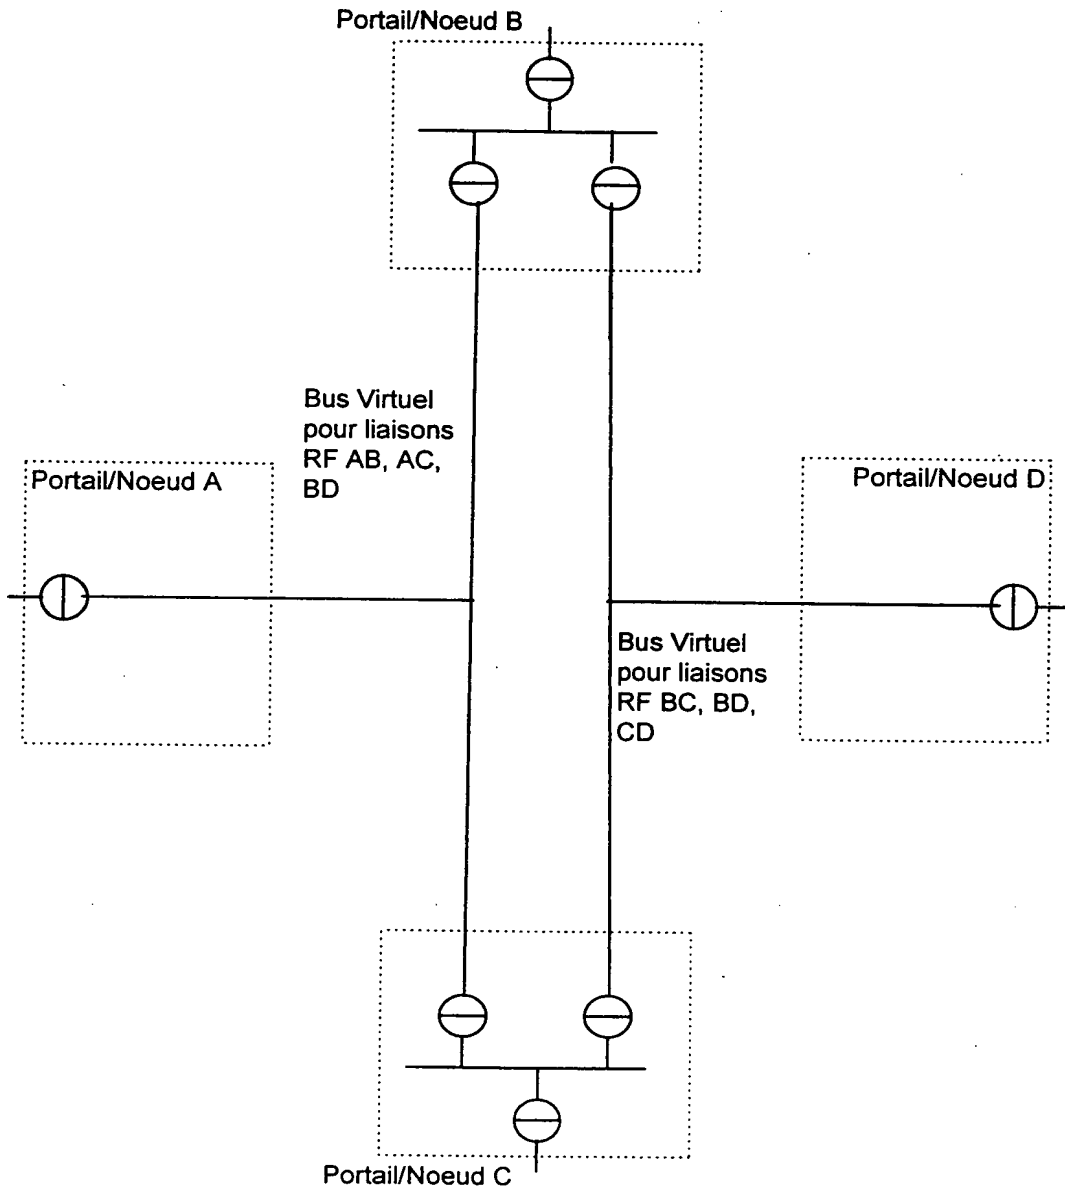 Portail/Noeud B
Bus Virtuel
pour liaisons
RF AB, AC,
BD
Portail/Noeud A
Portail/Noeud D
Bus Virtuel
pour liaisons
RF BC, BD,
CD
Portail/Noeud C